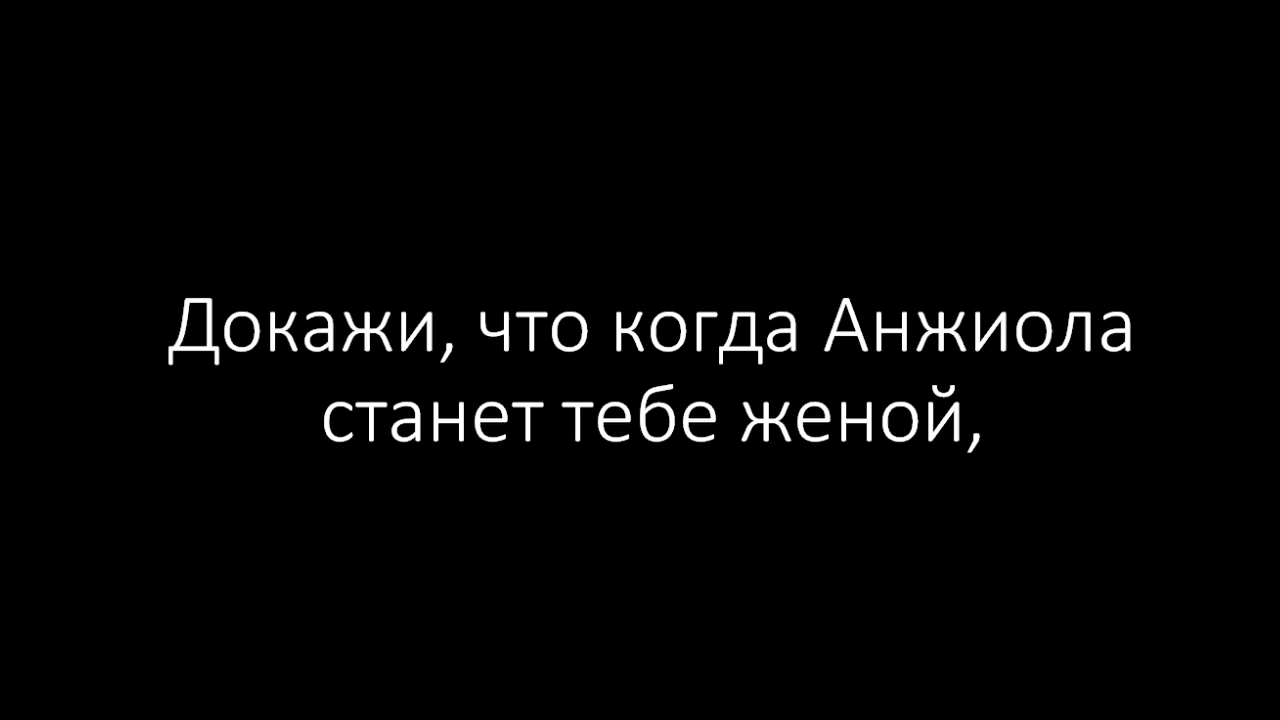 Докажи, что когда Анжиола
станет тебе женой,